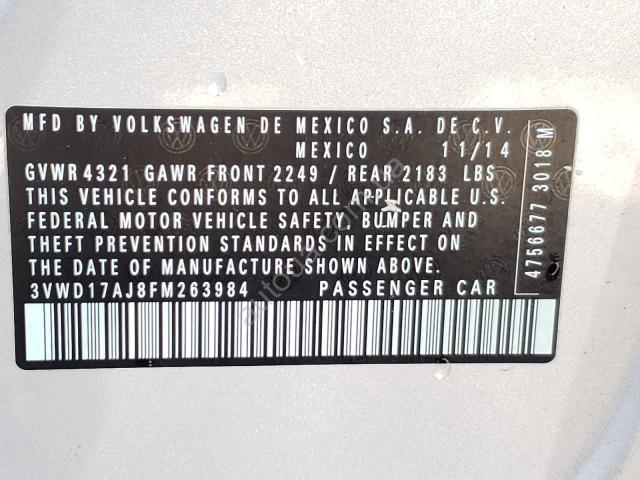 MFD BY VOLKSWAGEN DE MEXICO S.A. DE C.V.
MEXICO 11/14
GVWR 4321 GAWR FRONT 2249 / REAR 2183 LBS
THIS VEHICLE CONFORMS TO ALL APPLICABLE U.S.
FEDERAL MOTOR VEHICLE SAFETY, BUMPER AND
THEFT PREVENTION STANDARDS IN EFFECT ON
THE DATE OF MANUFACTURE SHOWN ABOVE.
3VWD17AJ8FM263984 PASSENGER CAR
4756677 3018 M